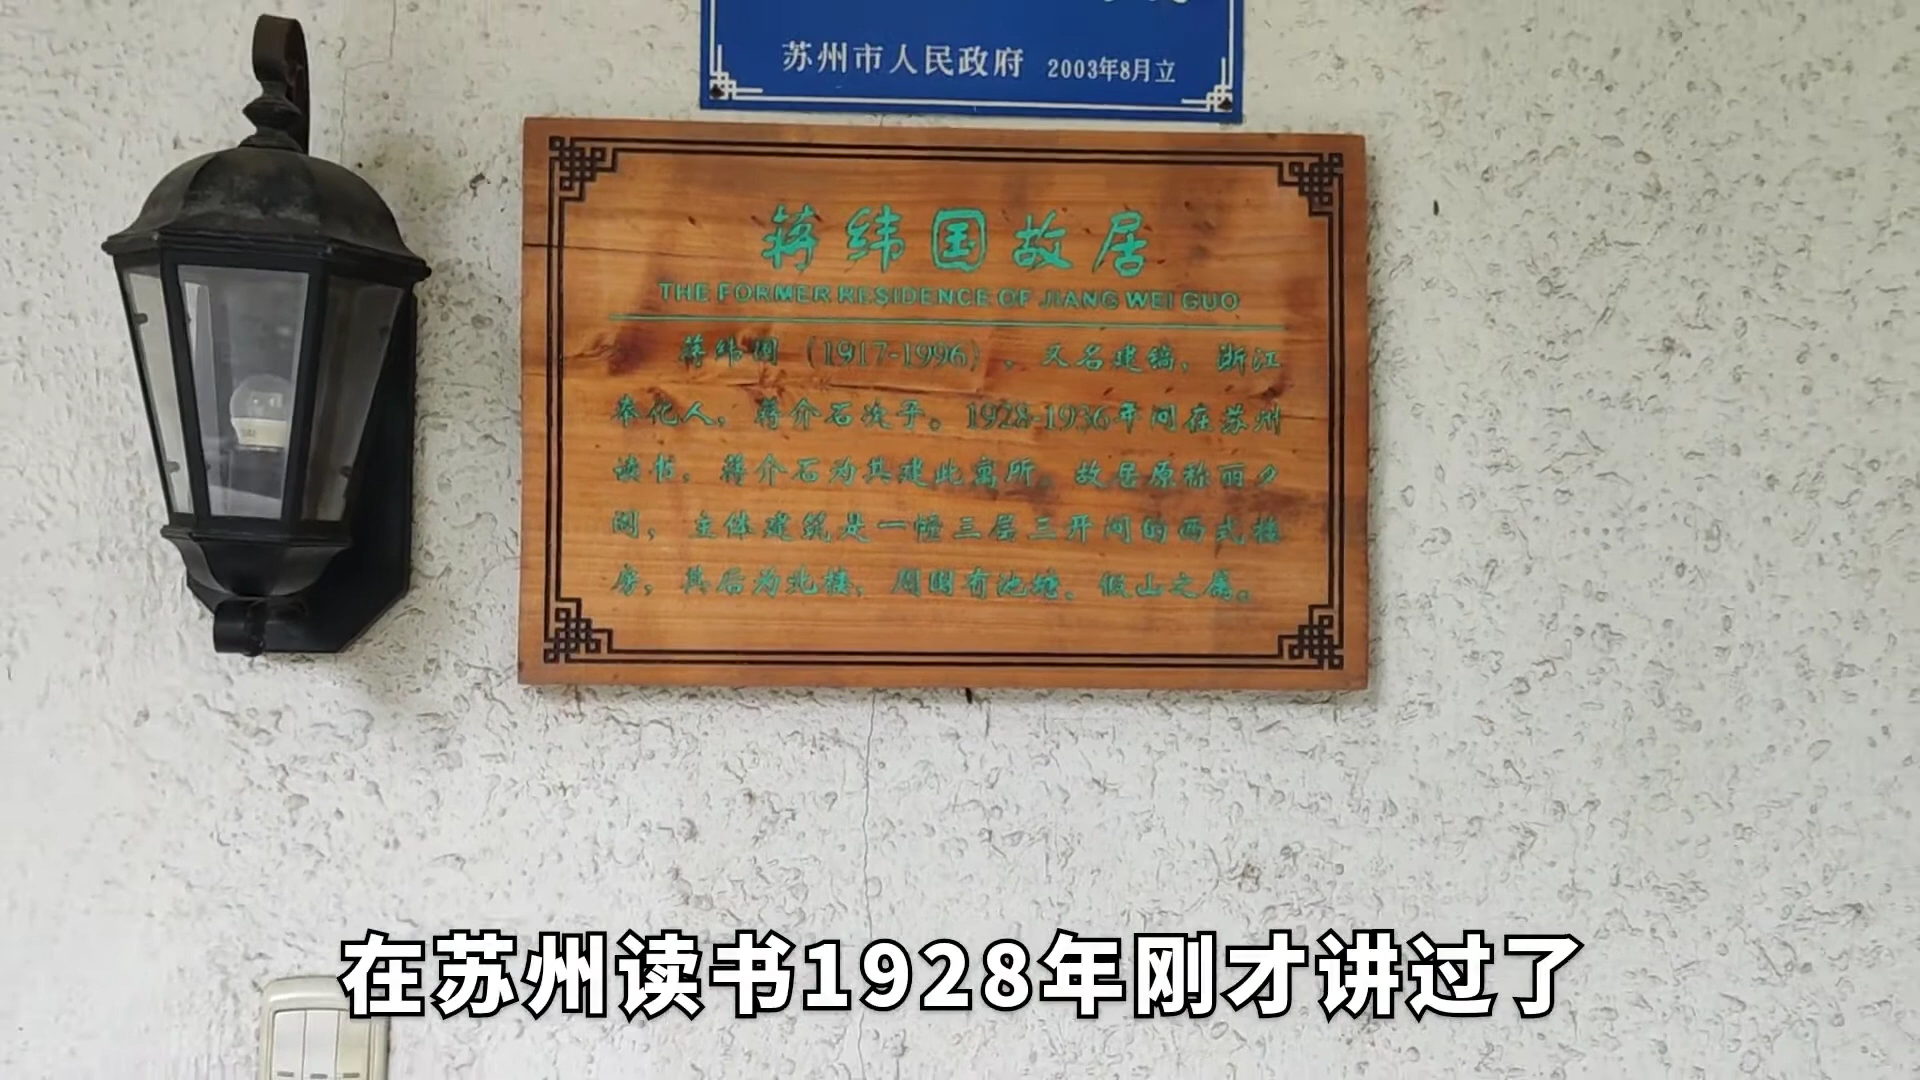 苏州市人民政府 2003年8月立
蒋纬国故居
THE FORMER RESIDENCE OF JIANG WEI GUO
蒋纬国（1917-1996），又名建镐，浙江
奉化人，蒋介石次子。1928-1936年间在苏州
读书，蒋介石为其建此寓所。故居原称丽夕
阁，主体建筑是一幢三层三开间的西式楼
房，其后为北楼，周围有池塘、假山之属。
在苏州读书1928年刚才讲过了